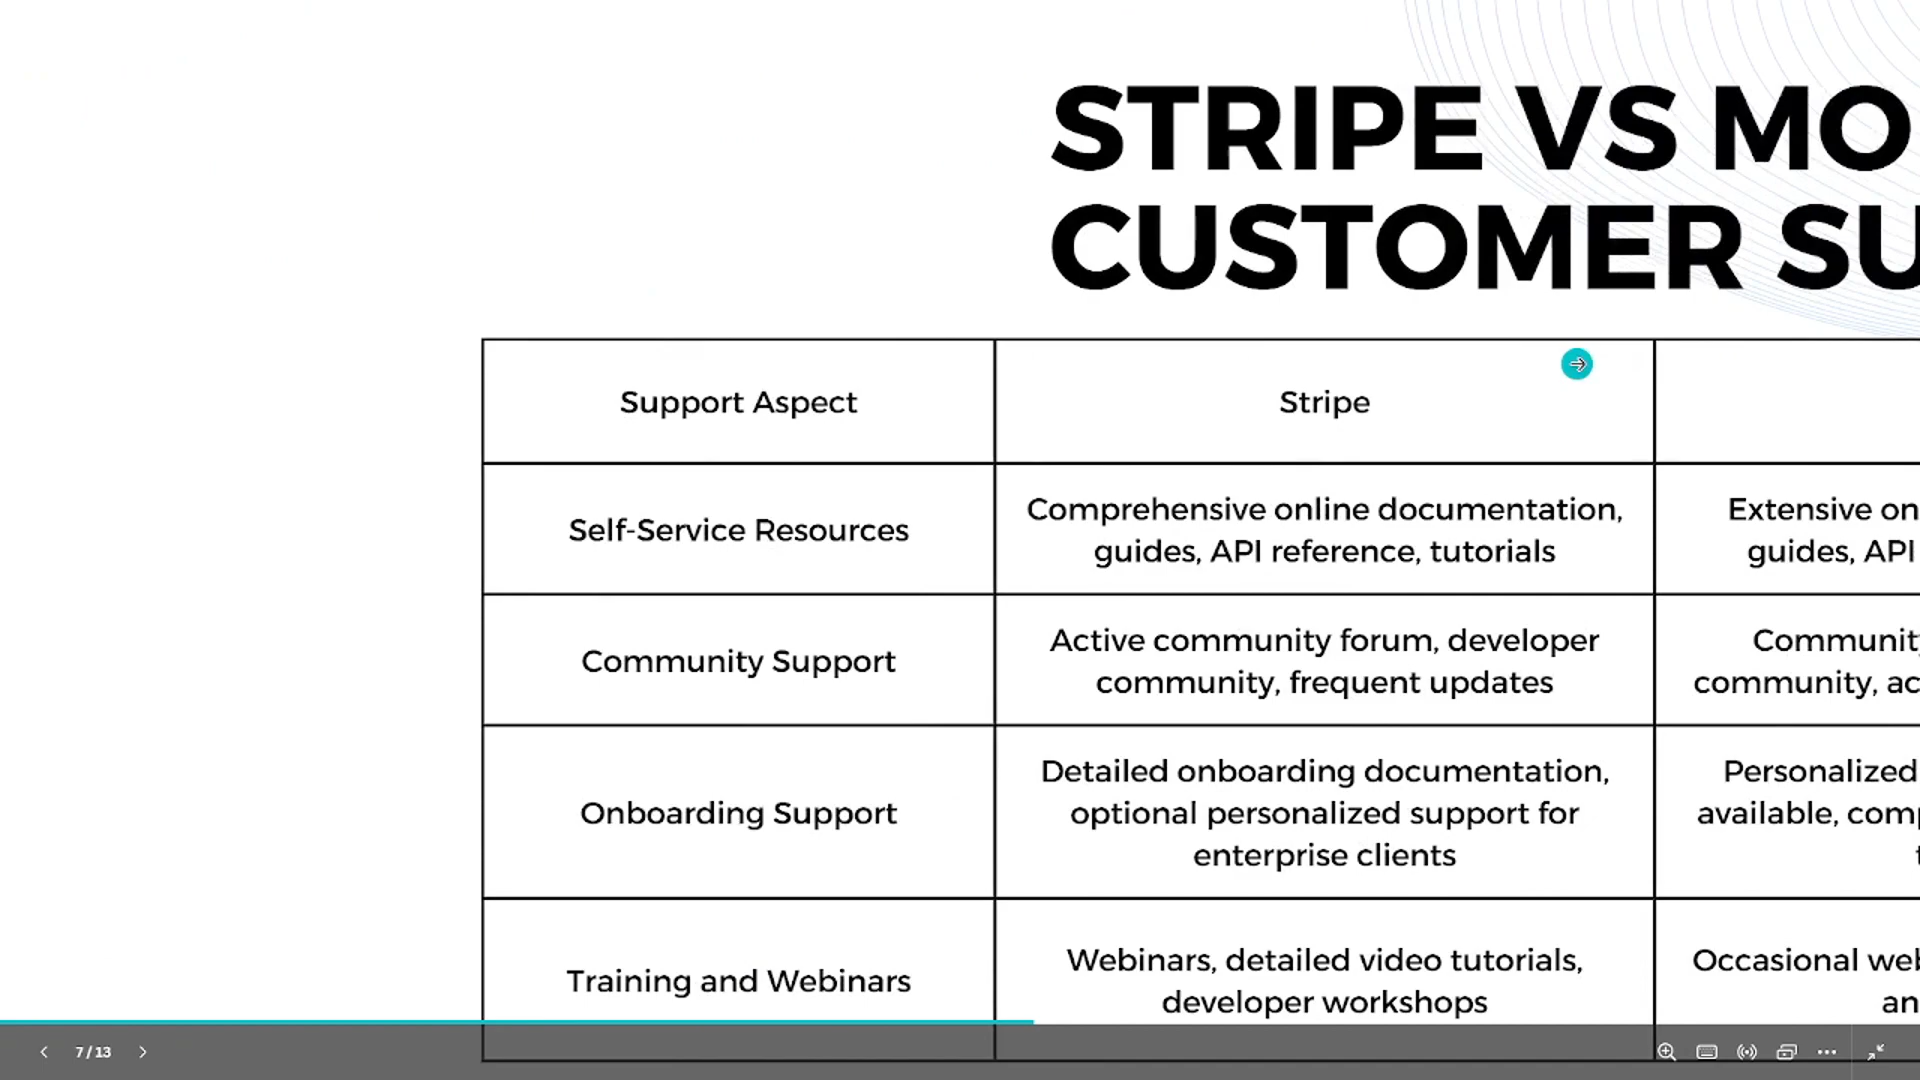 STRIPE VS MO
CUSTOMER SU
Support Aspect
Stripe
Self-Service Resources
Comprehensive online documentation,
guides, API reference, tutorials
Extensive on
guides, API
Community Support
Active community forum, developer
community, frequent updates
Community
community, ac
Onboarding Support
Detailed onboarding documentation,
optional personalized support for
enterprise clients
Personalized
available, comp
Training and Webinars
Webinars, detailed video tutorials,
developer workshops
Occasional web
an
7 / 13